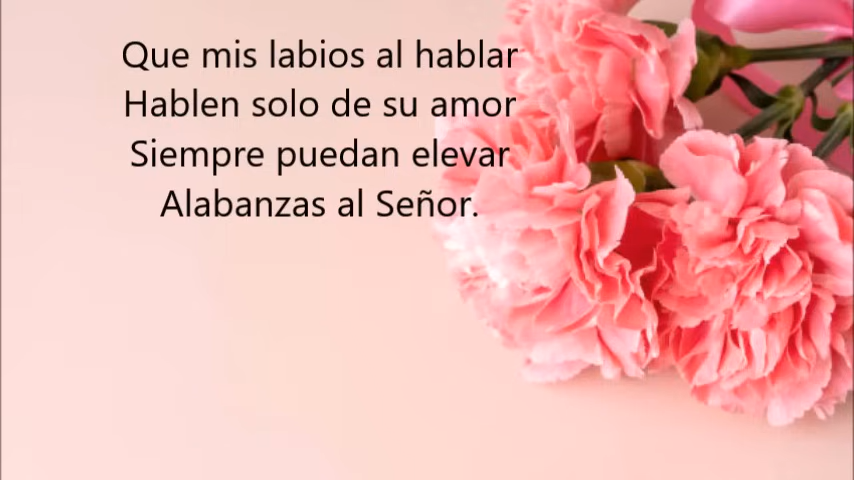 Que mis labios al hablar
Hablen solo de su amor
Siempre puedan elevar
Alabanzas al Señor.